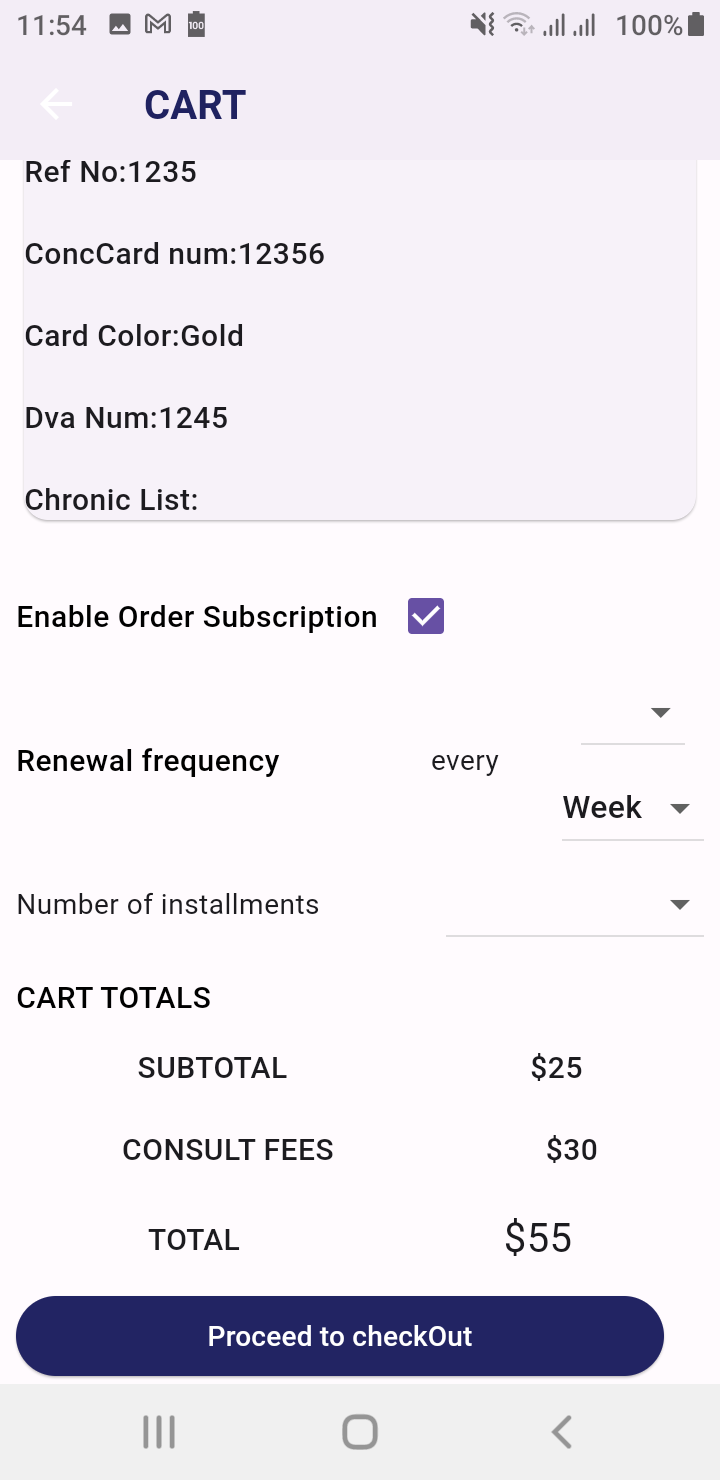 11:54 100 100%
CART
Ref No:1235
ConcCard num:12356
Card Color:Gold
Dva Num:1245
Chronic List:
Enable Order Subscription
Renewal frequency every
Week
Number of installments
CART TOTALS
SUBTOTAL $25
CONSULT FEES $30
TOTAL $55
Proceed to checkOut